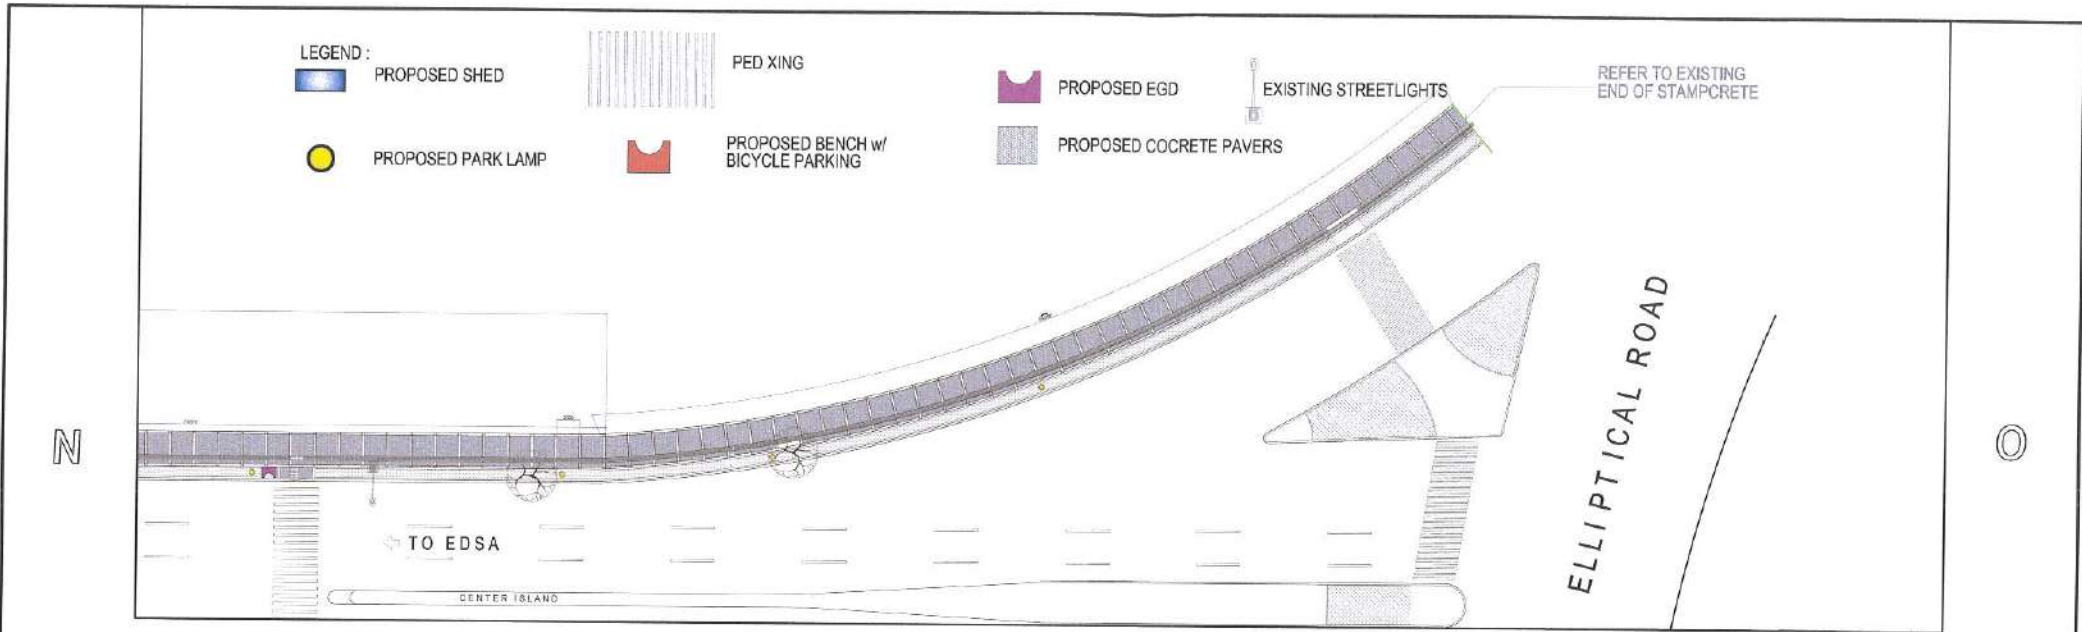 LEGEND :
PROPOSED SHED
PED XING
PROPOSED EGD
EXISTING STREETLIGHTS
REFER TO EXISTING
END OF STAMPCRETE
PROPOSED PARK LAMP
PROPOSED BENCH w/
BICYCLE PARKING
PROPOSED COCRETE PAVERS
N
O
ELLIPTICAL ROAD
TO EDSA
CENTER ISLAND